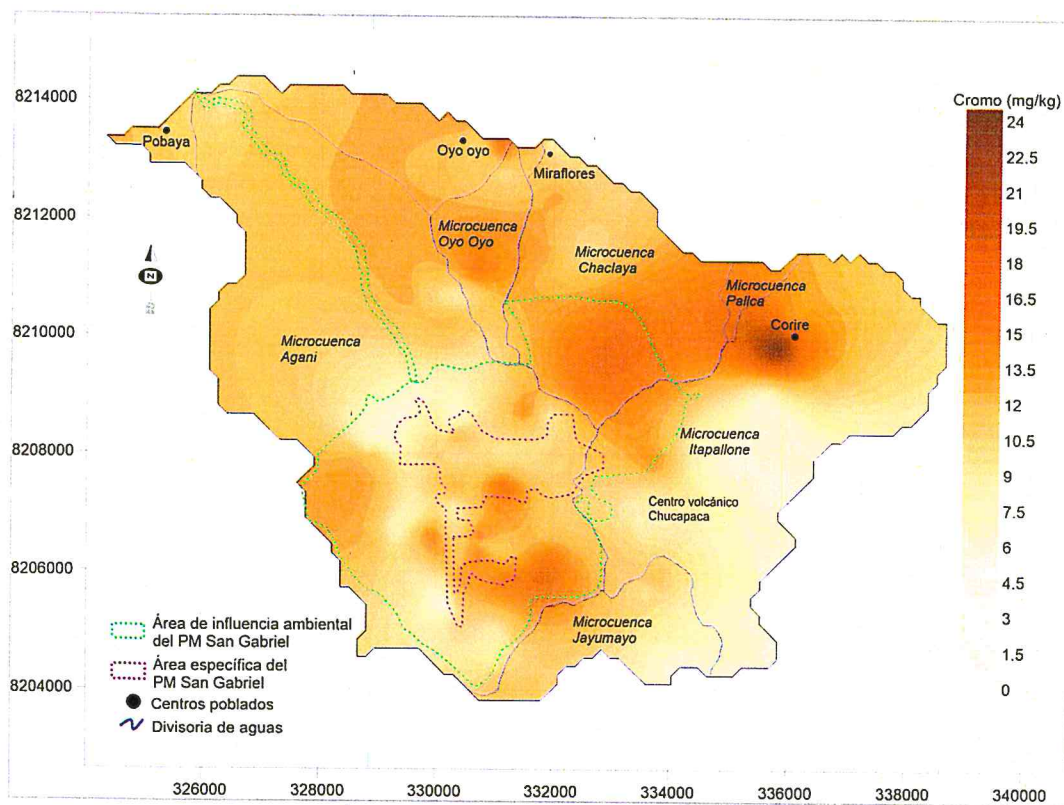 8214000
8212000
8210000
8208000
8206000
8204000
Cromo (mg/kg)
24
22.5
21
19.5
18
16.5
15
13.5
12
10.5
9
7.5
6
4.5
3
1.5
0
Pobaya
Oyo oyo
Miraflores
Microcuenca
Oyo Oyo
Microcuenca
Chaclaya
Microcuenca
Palica
Corire
Microcuenca
Agani
Microcuenca
Itapallone
Centro volcánico
Chucapaca
Microcuenca
Jayumayo
Área de influencia ambiental
del PM San Gabriel
Área específica del
PM San Gabriel
Centros poblados
Divisoria de aguas
326000 328000 330000 332000 334000 336000 338000 340000